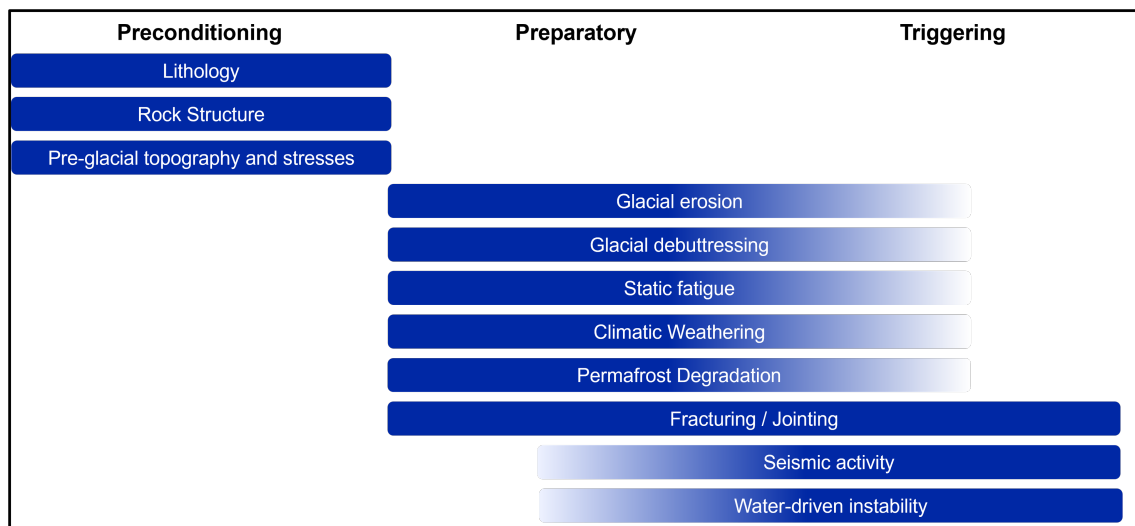 Preconditioning Preparatory Triggering
Lithology
Rock Structure
Pre-glacial topography and stresses
Glacial erosion
Glacial debuttressing
Static fatigue
Climatic Weathering
Permafrost Degradation
Fracturing / Jointing
Seismic activity
Water-driven instability